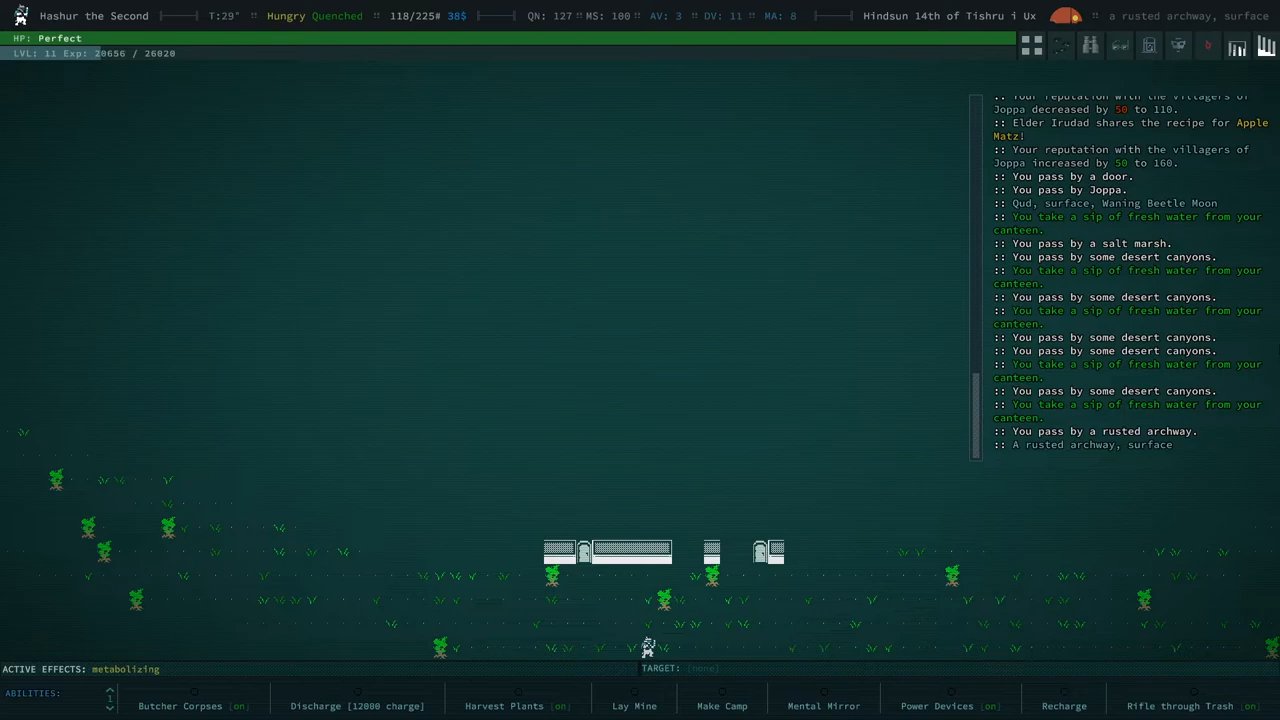 Hashur the Second T:29° Hungry Quenched 118/225# 38$ QN: 127 MS: 100 AV: 3 DV: 11 MA: 8 Hindsun 14th of Tishru i Ux a rusted archway, surface
HP: Perfect
LVL: 11 Exp: 20656 / 26020
:: Your reputation with the villagers of
Joppa decreased by 50 to 110.
:: Elder Irudad shares the recipe for Apple
Matz!
:: Your reputation with the villagers of
Joppa increased by 50 to 160.
:: You pass by a door.
:: You pass by Joppa.
:: Qud, surface, Waning Beetle Moon
:: You take a sip of fresh water from your
canteen.
:: You pass by a salt marsh.
:: You pass by some desert canyons.
:: You take a sip of fresh water from your
canteen.
:: You pass by some desert canyons.
:: You take a sip of fresh water from your
canteen.
:: You pass by some desert canyons.
:: You pass by some desert canyons.
:: You take a sip of fresh water from your
canteen.
:: You pass by some desert canyons.
:: You take a sip of fresh water from your
canteen.
:: You pass by a rusted archway.
:: A rusted archway, surface
ACTIVE EFFECTS: metabolizing
TARGET: [none]
ABILITIES: 1 Butcher Corpses [on] Discharge [12000 charge] Harvest Plants [on] Lay Mine Make Camp Mental Mirror Power Devices [on] Recharge Rifle through Trash [on]